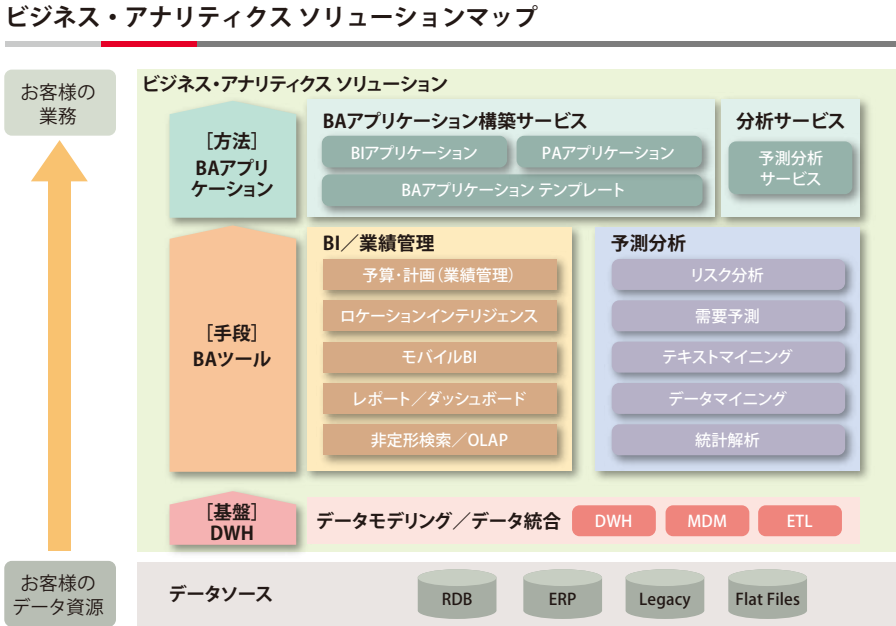 ビジネス・アナリティクス ソリューションマップ
お客様の
業務
ビジネス・アナリティクス ソリューション
[方法]
BAアプリ
ケーション
BAアプリケーション構築サービス
BIアプリケーション
PAアプリケーション
BAアプリケーション テンプレート
分析サービス
予測分析
サービス
[手段]
BAツール
BI／業績管理
予算・計画（業績管理）
ロケーションインテリジェンス
モバイルBI
レポート／ダッシュボード
非定形検索／OLAP
予測分析
リスク分析
需要予測
テキストマイニング
データマイニング
統計解析
[基盤]
DWH
データモデリング／データ統合
DWH
MDM
ETL
お客様の
データ資源
データソース
RDB
ERP
Legacy
Flat Files